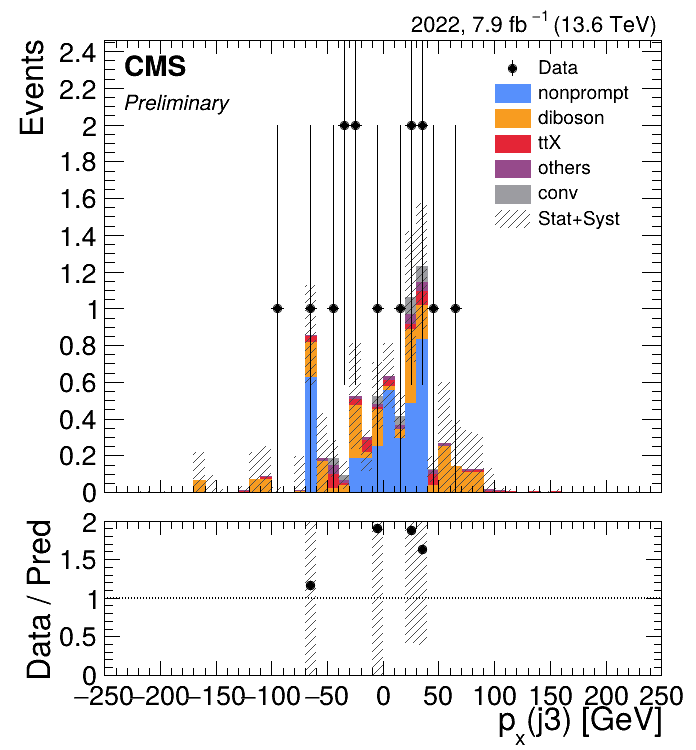 2022, 7.9 fb⁻¹ (13.6 TeV)
Events
CMS
Preliminary
Data
nonprompt
diboson
ttX
others
conv
Stat+Syst
2.4
2.2
2
1.8
1.6
1.4
1.2
1
0.8
0.6
0.4
0.2
0
Data / Pred
2
1.5
1
0.5
0
−250 −200 −150 −100 −50 0 50 100 150 200 250
pₓ(j3) [GeV]